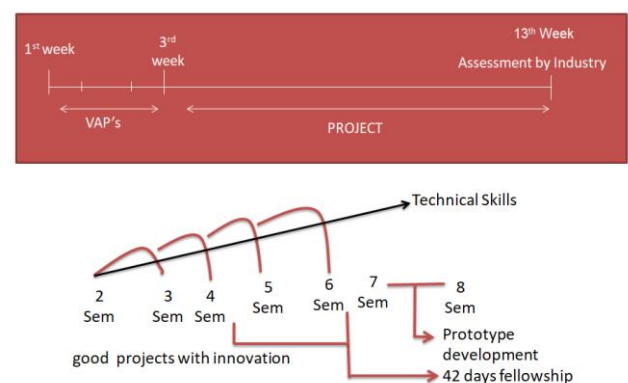 1st week
3rd
week
13th Week
Assessment by Industry
VAP's
PROJECT
Technical Skills
2
Sem
3
Sem
4
Sem
5
Sem
6
Sem
7
Sem
8
Sem
good projects with innovation
Prototype
development
42 days fellowship